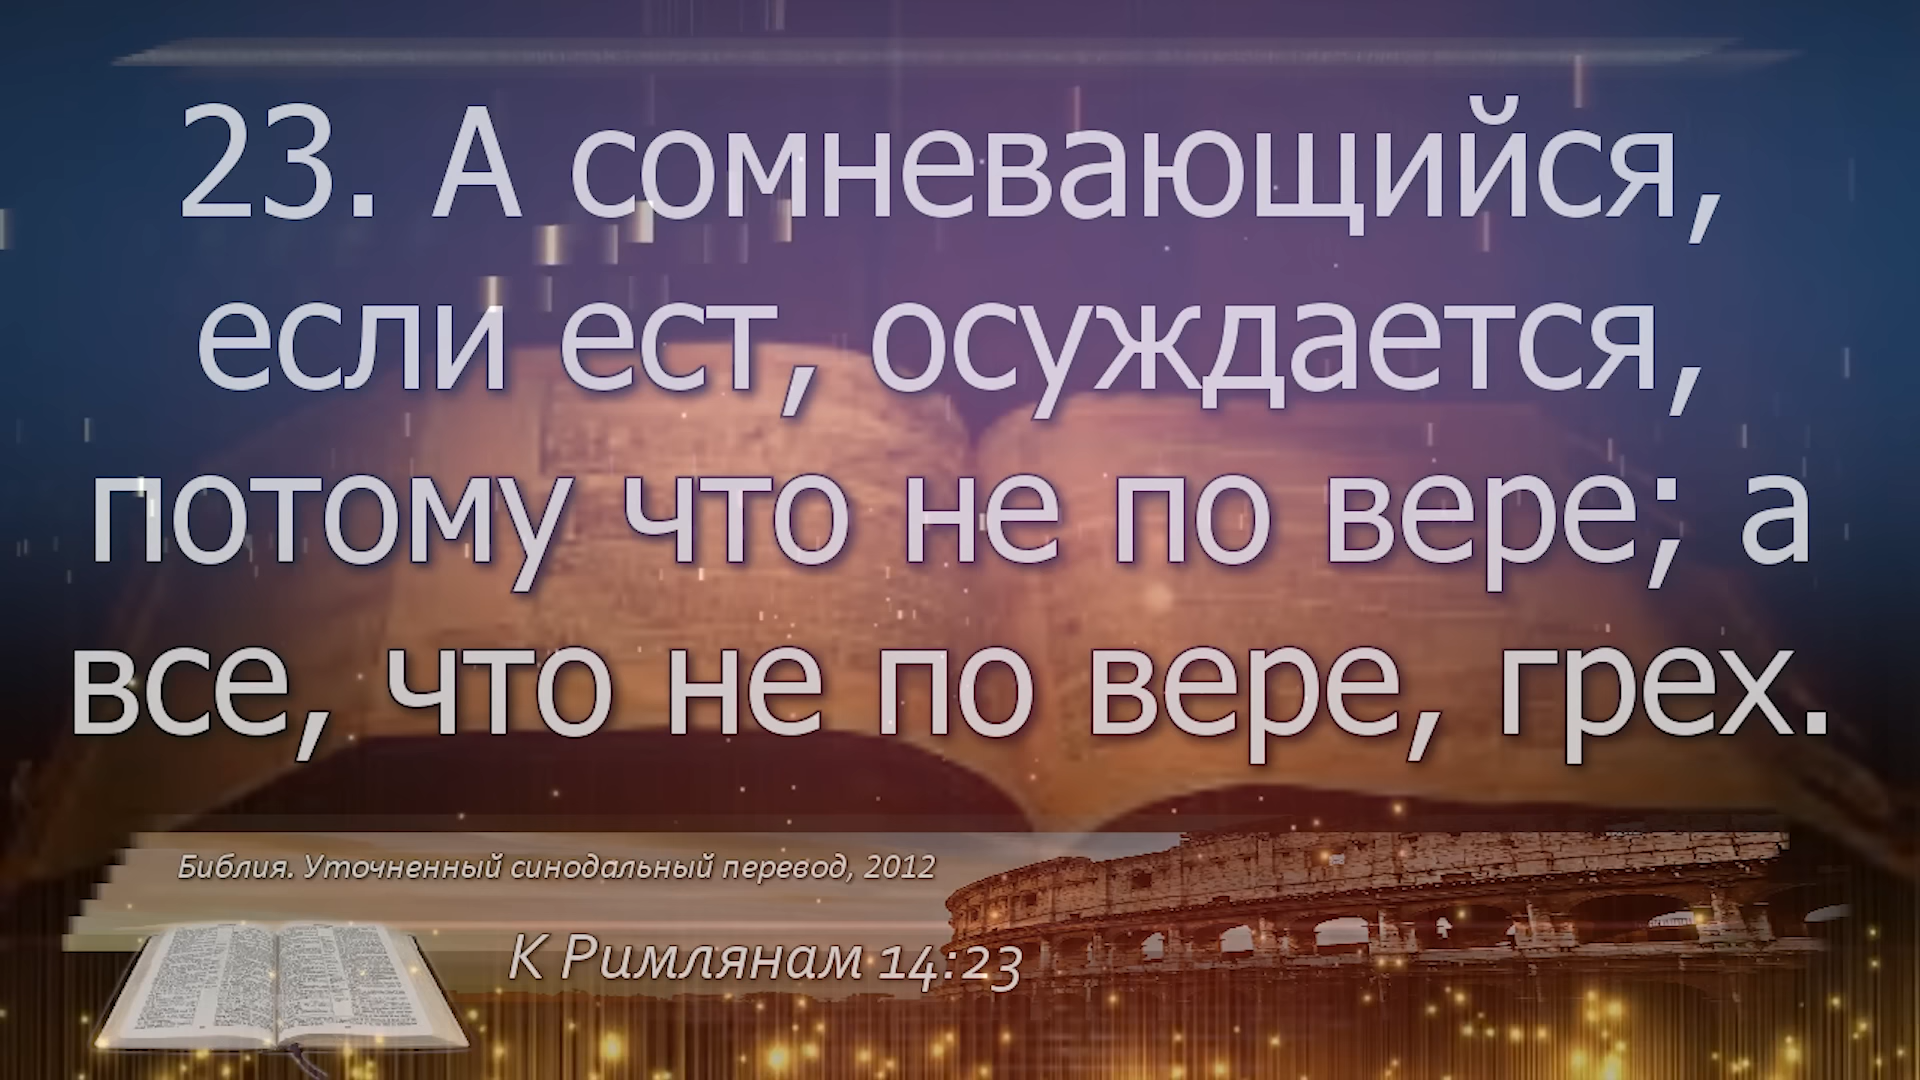 23. А сомневающийся,
если ест, осуждается,
потому что не по вере; а
все, что не по вере, грех.
Библия. Уточненный синодальный перевод, 2012
К Римлянам 14:23